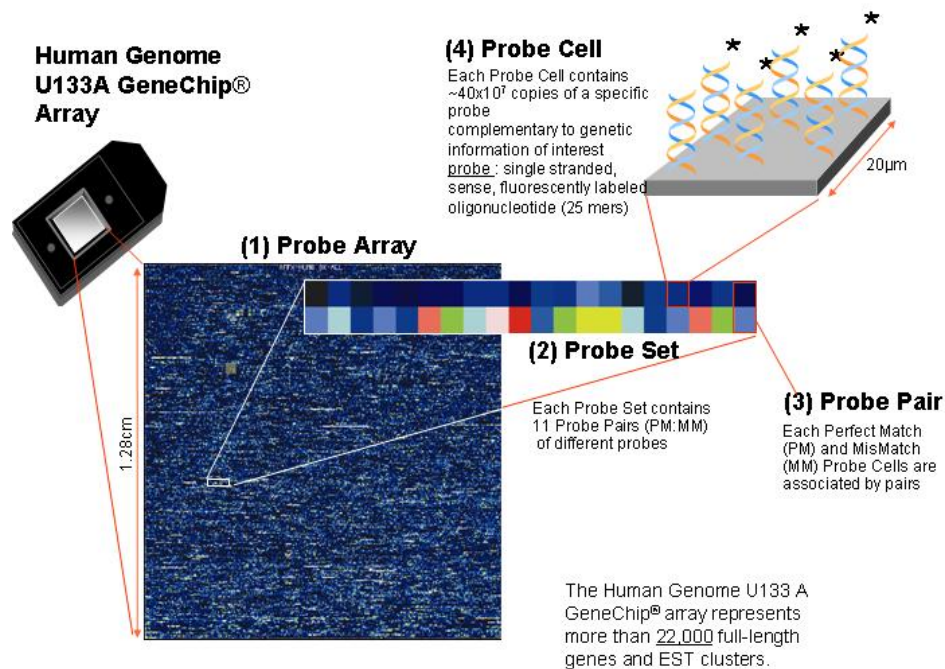 Human Genome
U133A GeneChip®
Array
(4) Probe Cell
Each Probe Cell contains
~40x10⁷ copies of a specific
probe
complementary to genetic
information of interest
probe : single stranded,
sense, fluorescently labeled
oligonucleotide (25 mers)
* * * * *
20µm
(1) Probe Array
1.28cm
(2) Probe Set
Each Probe Set contains
11 Probe Pairs (PM:MM)
of different probes
(3) Probe Pair
Each Perfect Match
(PM) and MisMatch
(MM) Probe Cells are
associated by pairs
The Human Genome U133 A
GeneChip® array represents
more than 22,000 full-length
genes and EST clusters.